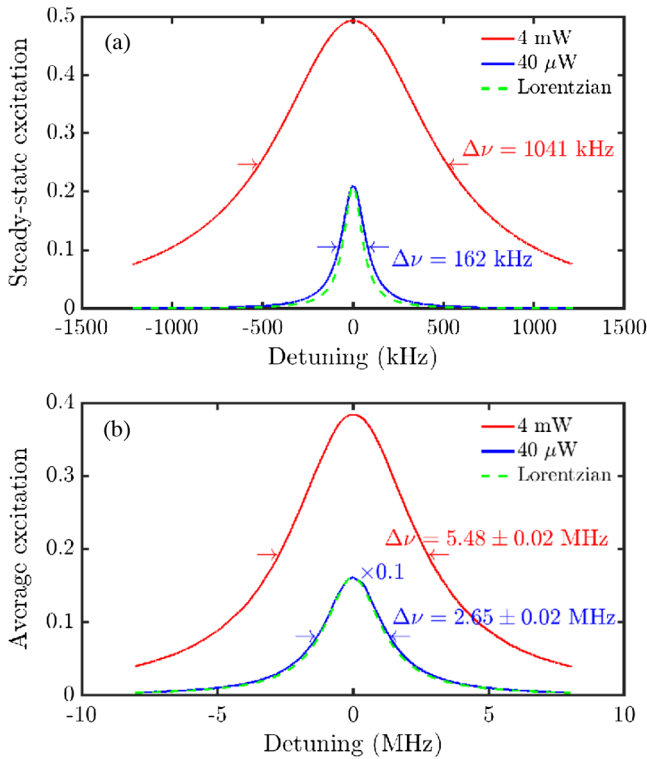 (a)
4 mW
40 μW
Lorentzian
Δν = 1041 kHz
Δν = 162 kHz
Steady-state excitation
0.5
0.4
0.3
0.2
0.1
0
-1500 -1000 -500 0 500 1000 1500
Detuning (kHz)
(b)
4 mW
40 μW
Lorentzian
Δν = 5.48 ± 0.02 MHz
×0.1
Δν = 2.65 ± 0.02 MHz
Average excitation
0.4
0.3
0.2
0.1
0
-10 -5 0 5 10
Detuning (MHz)